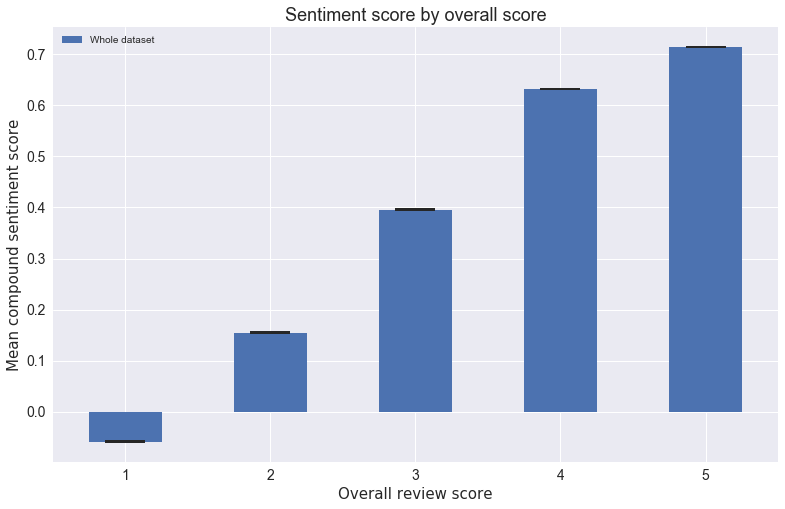 Sentiment score by overall score
Whole dataset
Mean compound sentiment score
0.7
0.6
0.5
0.4
0.3
0.2
0.1
0.0
1 2 3 4 5
Overall review score